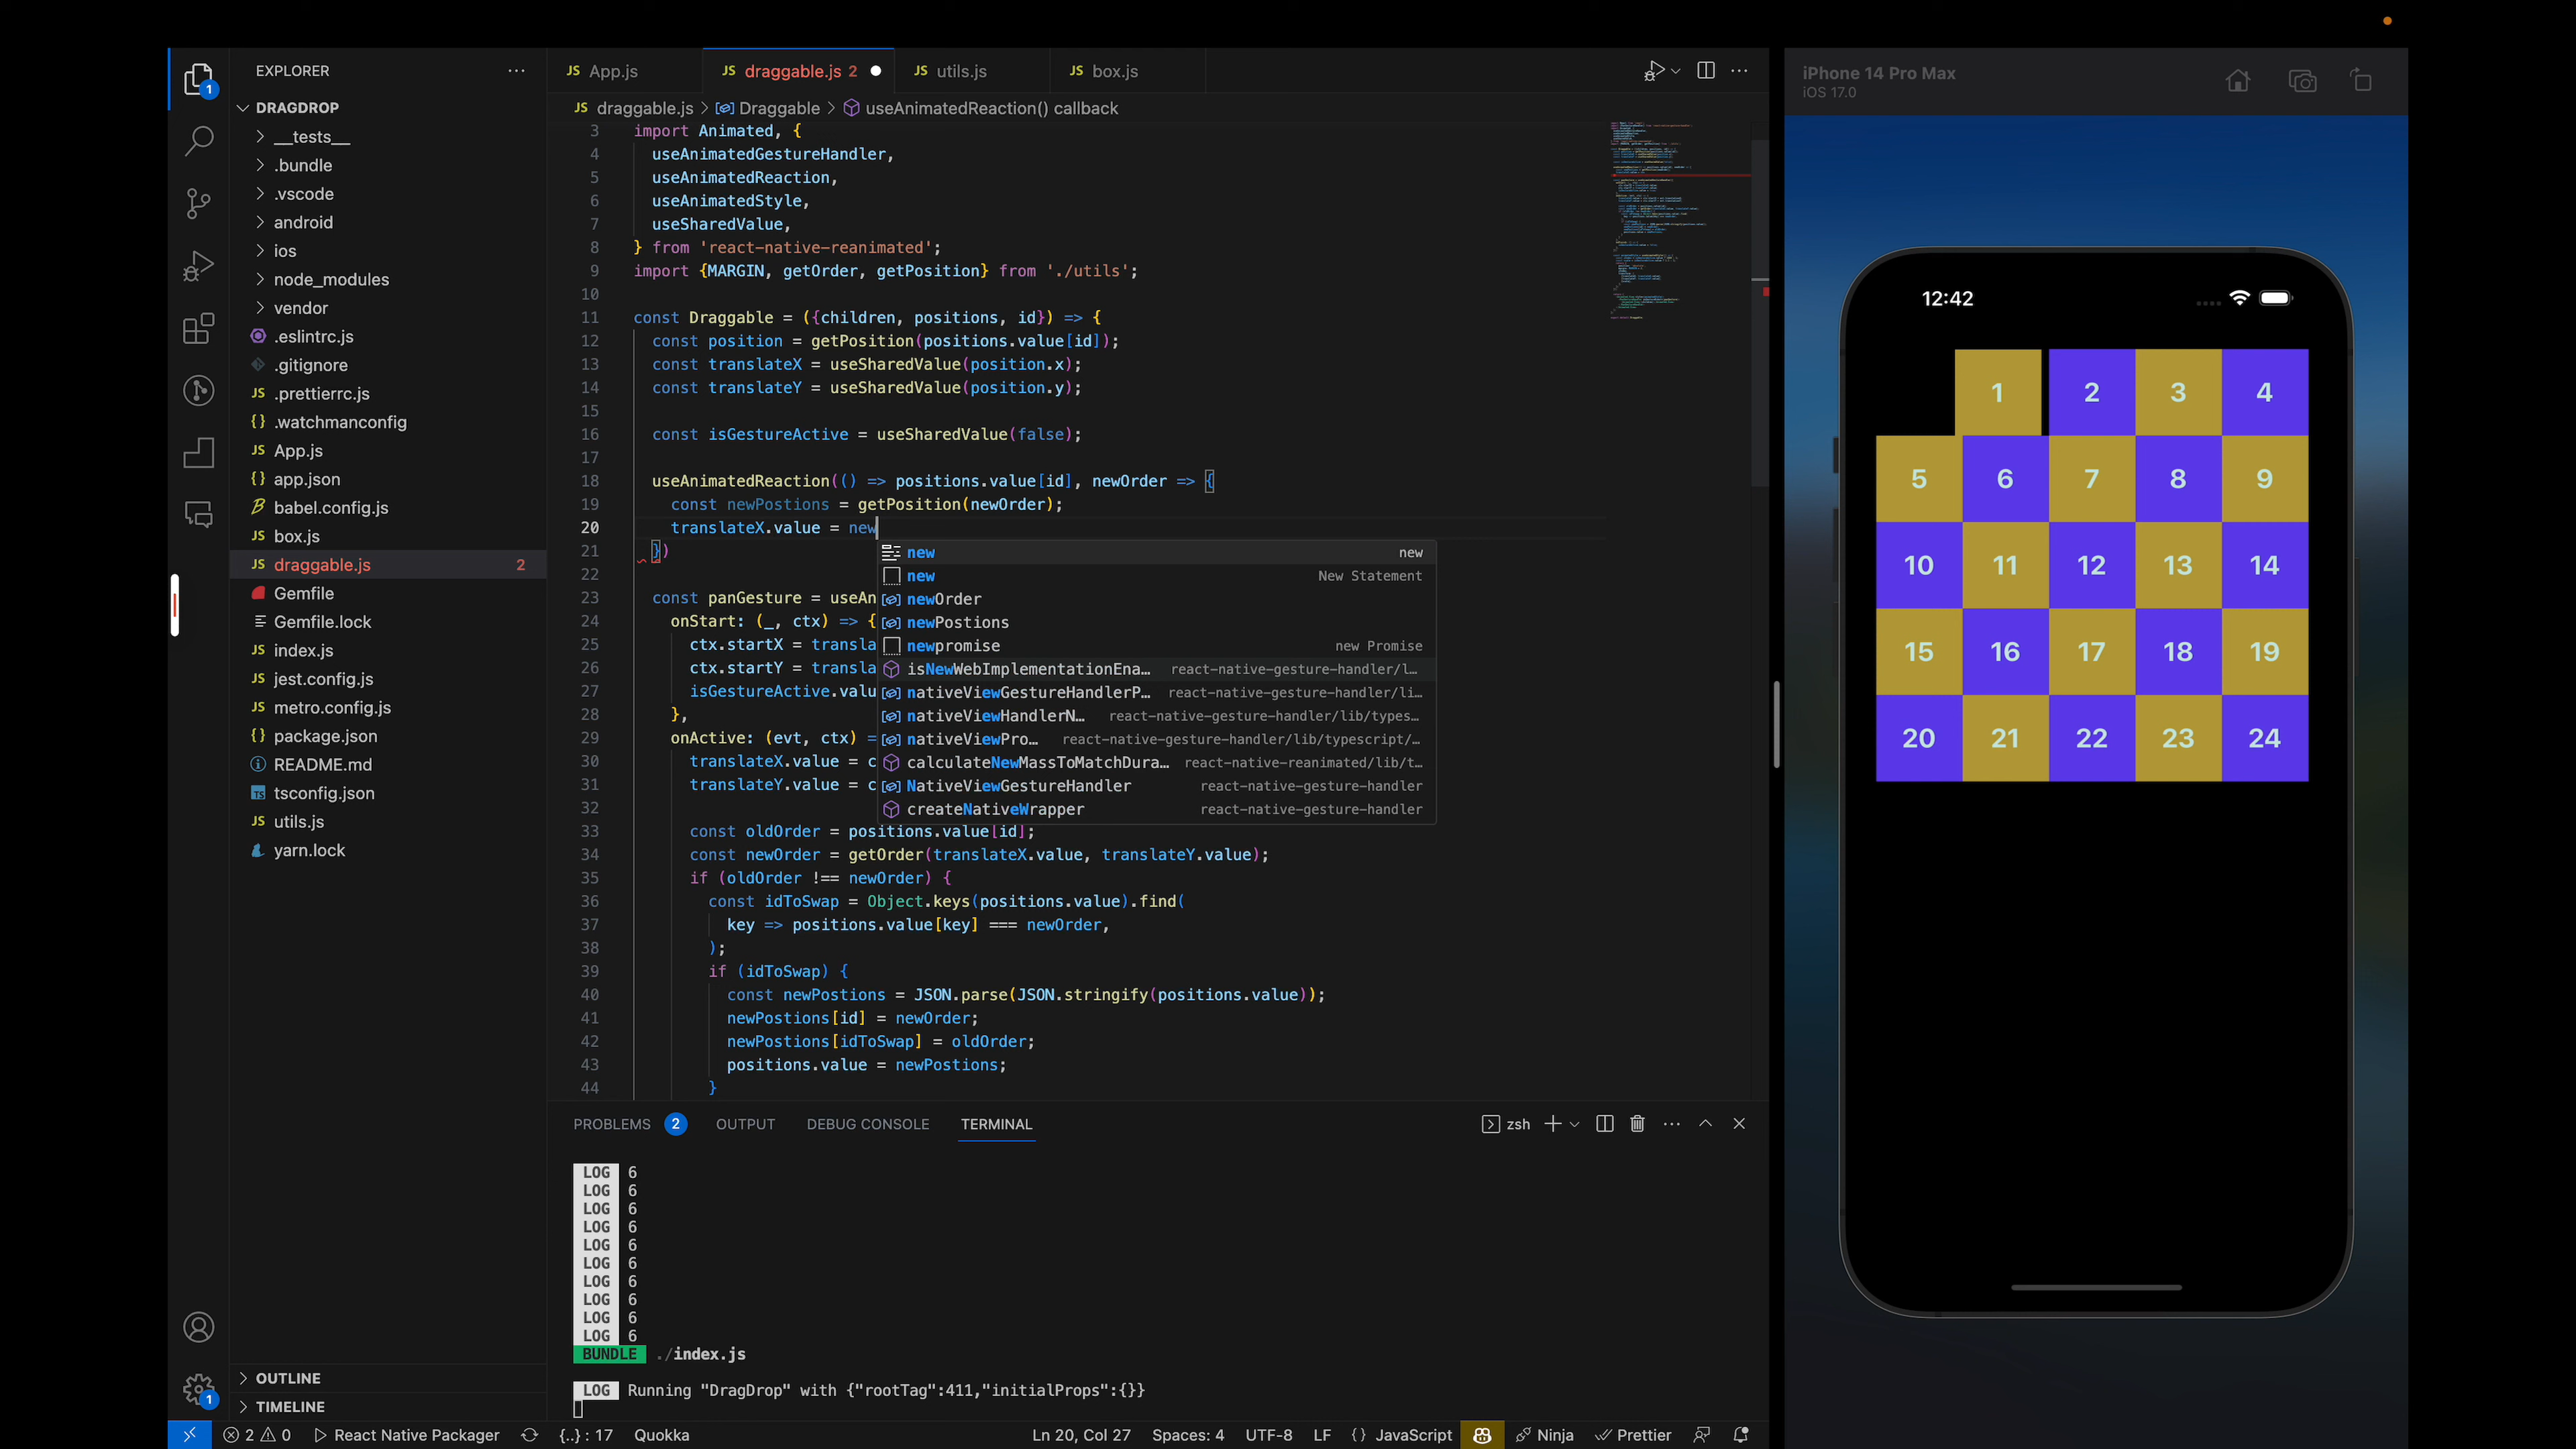 EXPLORER
DRAGDROP
__tests__
.bundle
.vscode
android
ios
node_modules
vendor
.eslintrc.js
.gitignore
JS .prettierrc.js
.watchmanconfig
JS App.js
app.json
babel.config.js
JS box.js
JS draggable.js 2
Gemfile
Gemfile.lock
JS index.js
JS jest.config.js
JS metro.config.js
package.json
README.md
TS tsconfig.json
JS utils.js
yarn.lock
OUTLINE
TIMELINE
1
1
JS App.js
JS draggable.js 2
JS utils.js
JS box.js
JS draggable.js > Draggable > useAnimatedReaction() callback
3 import Animated, {
4 useAnimatedGestureHandler,
5 useAnimatedReaction,
6 useAnimatedStyle,
7 useSharedValue,
8 } from 'react-native-reanimated';
9 import {MARGIN, getOrder, getPosition} from './utils';
10
11 const Draggable = ({children, positions, id}) => {
12 const position = getPosition(positions.value[id]);
13 const translateX = useSharedValue(position.x);
14 const translateY = useSharedValue(position.y);
15
16 const isGestureActive = useSharedValue(false);
17
18 useAnimatedReaction(() => positions.value[id], newOrder => {
19 const newPostions = getPosition(newOrder);
20 translateX.value = new
21 })
22
23 const panGesture = useAn
24 onStart: (_, ctx) => {
25 ctx.startX = transla
26 ctx.startY = transla
27 isGestureActive.valu
28 },
29 onActive: (evt, ctx) =
30 translateX.value = c
31 translateY.value = c
32
33 const oldOrder = positions.value[id];
34 const newOrder = getOrder(translateX.value, translateY.value);
35 if (oldOrder !== newOrder) {
36 const idToSwap = Object.keys(positions.value).find(
37 key => positions.value[key] === newOrder,
38 );
39 if (idToSwap) {
40 const newPostions = JSON.parse(JSON.stringify(positions.value));
41 newPostions[id] = newOrder;
42 newPostions[idToSwap] = oldOrder;
43 positions.value = newPostions;
44 }
new new
new New Statement
newOrder
newPostions
newpromise new Promise
isNewWebImplementationEna… react-native-gesture-handler/l…
nativeViewGestureHandlerP… react-native-gesture-handler/li…
nativeViewHandlerN… react-native-gesture-handler/lib/types…
nativeViewPro… react-native-gesture-handler/lib/typescript/…
calculateNewMassToMatchDura… react-native-reanimated/lib/t…
NativeViewGestureHandler react-native-gesture-handler
createNativeWrapper react-native-gesture-handler
PROBLEMS 2 OUTPUT DEBUG CONSOLE TERMINAL
zsh
LOG 6
LOG 6
LOG 6
LOG 6
LOG 6
LOG 6
LOG 6
LOG 6
LOG 6
LOG 6
BUNDLE ./index.js
LOG Running "DragDrop" with {"rootTag":411,"initialProps":{}}
2 0 React Native Packager {..} : 17 Quokka
Ln 20, Col 27 Spaces: 4 UTF-8 LF {} JavaScript Ninja Prettier
iPhone 14 Pro Max
iOS 17.0
12:42
1 2 3 4
5 6 7 8 9
10 11 12 13 14
15 16 17 18 19
20 21 22 23 24